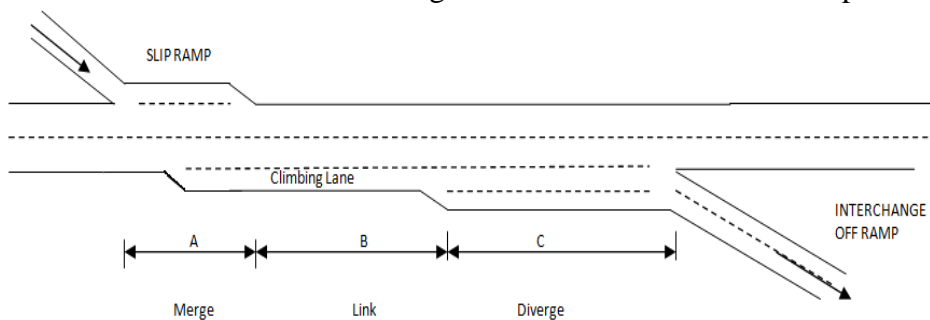 SLIP RAMP
Climbing Lane
INTERCHANGE
OFF RAMP
A
B
C
Merge
Link
Diverge